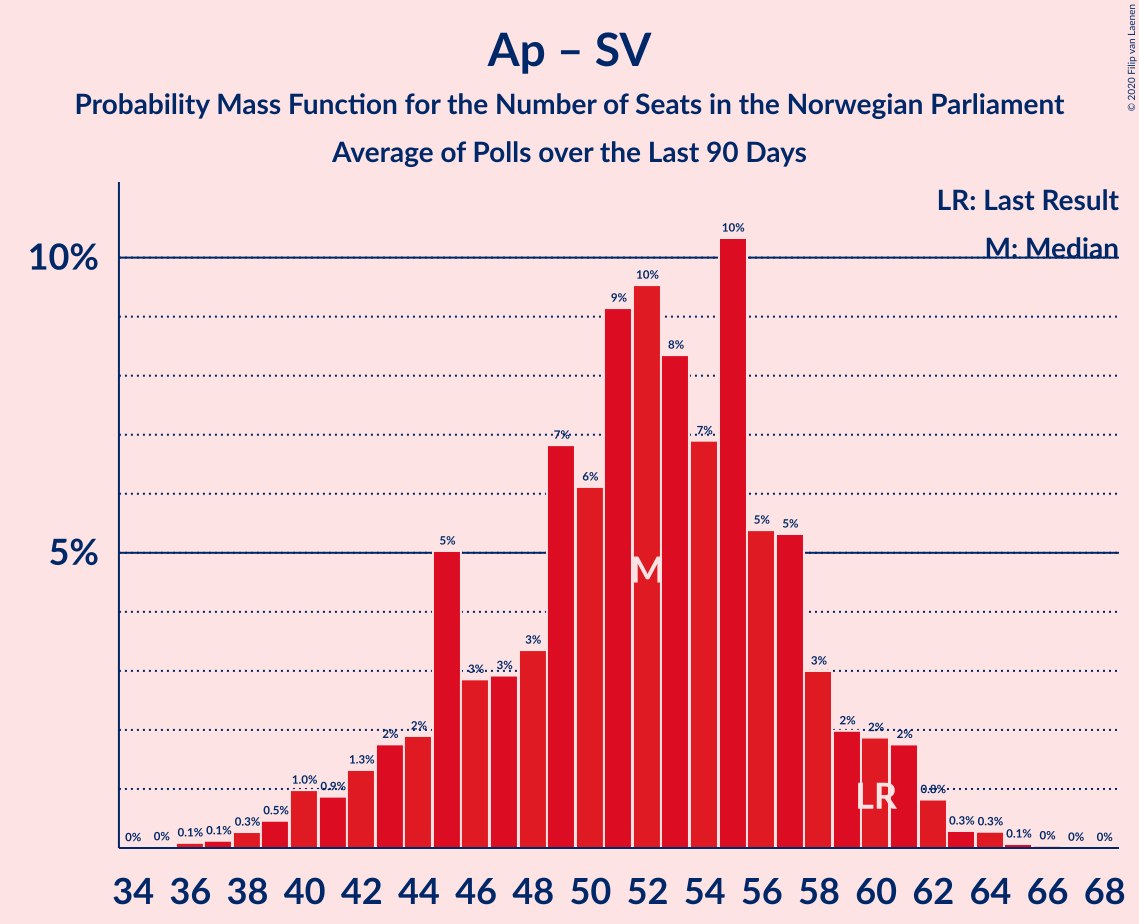 Ap – SV
Probability Mass Function for the Number of Seats in the Norwegian Parliament
Average of Polls over the Last 90 Days
© 2020 Filip van Laenen
LR: Last Result
M: Median
10%
5%
0% 0% 0.1% 0.1% 0.3% 0.5% 1.0% 0.9% 1.3% 2% 2% 5% 3% 3% 3% 7% 6% 9% 10% 8% 7% 10% 5% 5% 3% 2% 2% 2% 0.8% 0.3% 0.3% 0.1% 0% 0% 0%
M
LR
34 36 38 40 42 44 46 48 50 52 54 56 58 60 62 64 66 68